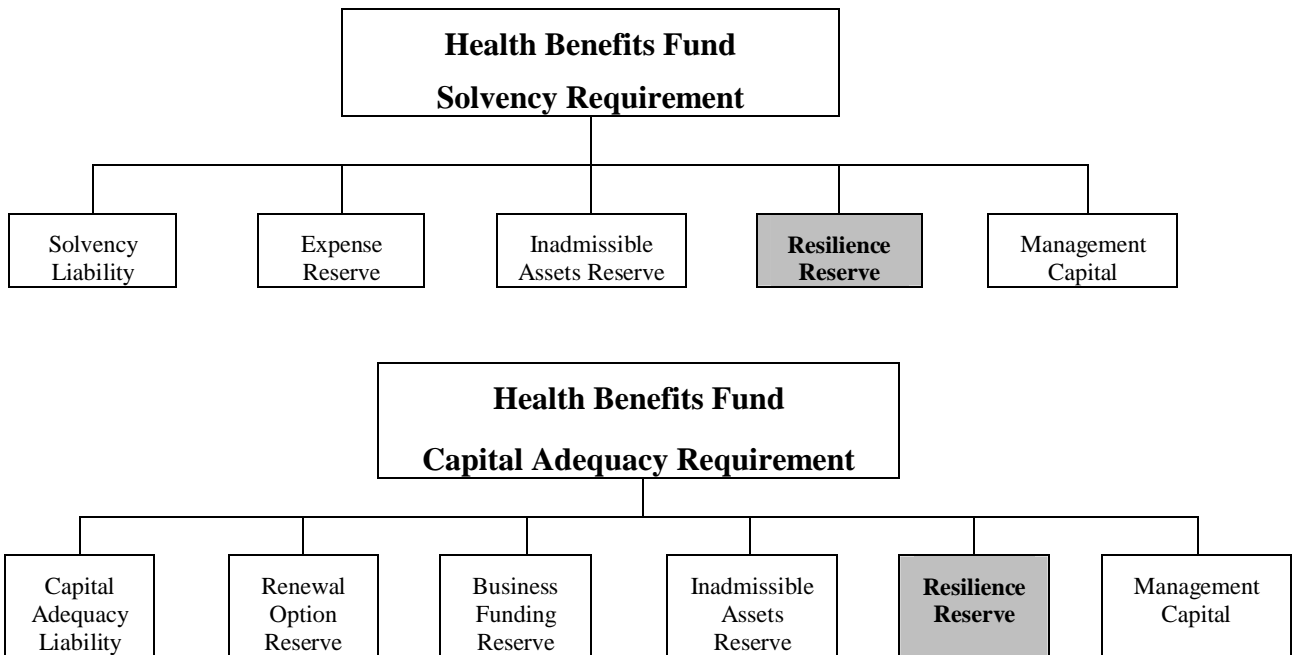 Health Benefits Fund
Solvency Requirement
Solvency
Liability
Expense
Reserve
Inadmissible
Assets Reserve
Resilience
Reserve
Management
Capital
Health Benefits Fund
Capital Adequacy Requirement
Capital
Adequacy
Liability
Renewal
Option
Reserve
Business
Funding
Reserve
Inadmissible
Assets
Reserve
Resilience
Reserve
Management
Capital